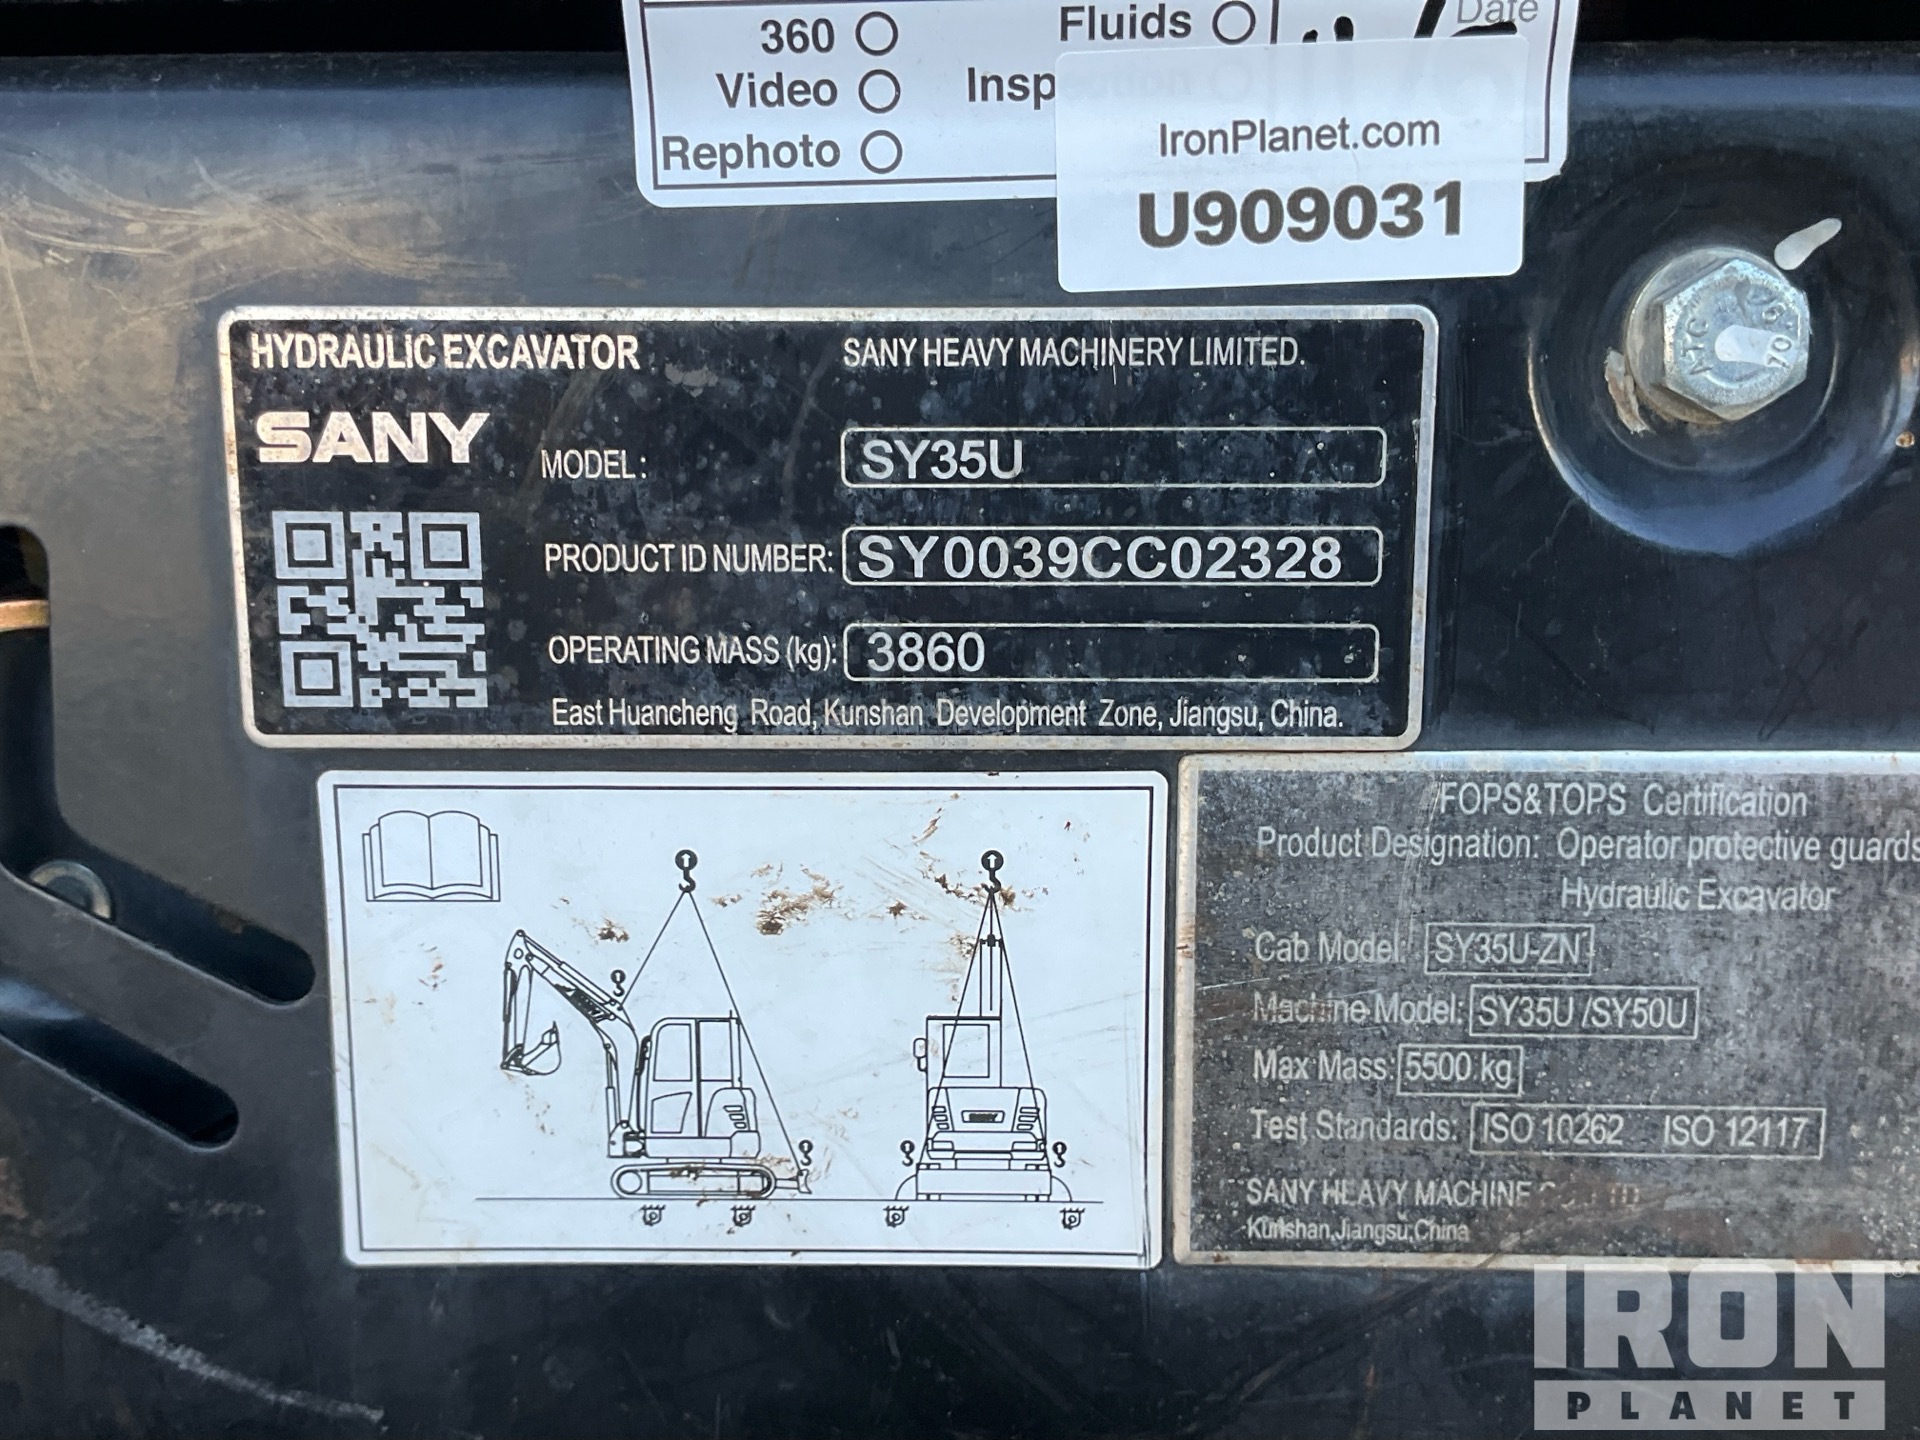 360
Fluids
Date
Video
Rephoto
IronPlanet.com
U909031
HYDRAULIC EXCAVATOR
SANY HEAVY MACHINERY LIMITED.
SANY
MODEL:
SY35U
PRODUCT ID NUMBER:
SY0039CC02328
OPERATING MASS (kg):
3860
East Huancheng Road, Kunshan Development Zone, Jiangsu, China.
FOPS&TOPS Certification
Product Designation: Operator protective guards
Hydraulic Excavator
Cab Model: SY35U-ZN
Machine Model: SY35U /SY50U
Max Mass: 5500 kg
Test Standards: ISO 10262 ISO 12117
SANY HEAVY MACHINE
Kunshan,Jiangsu,China
IRON
PLANET